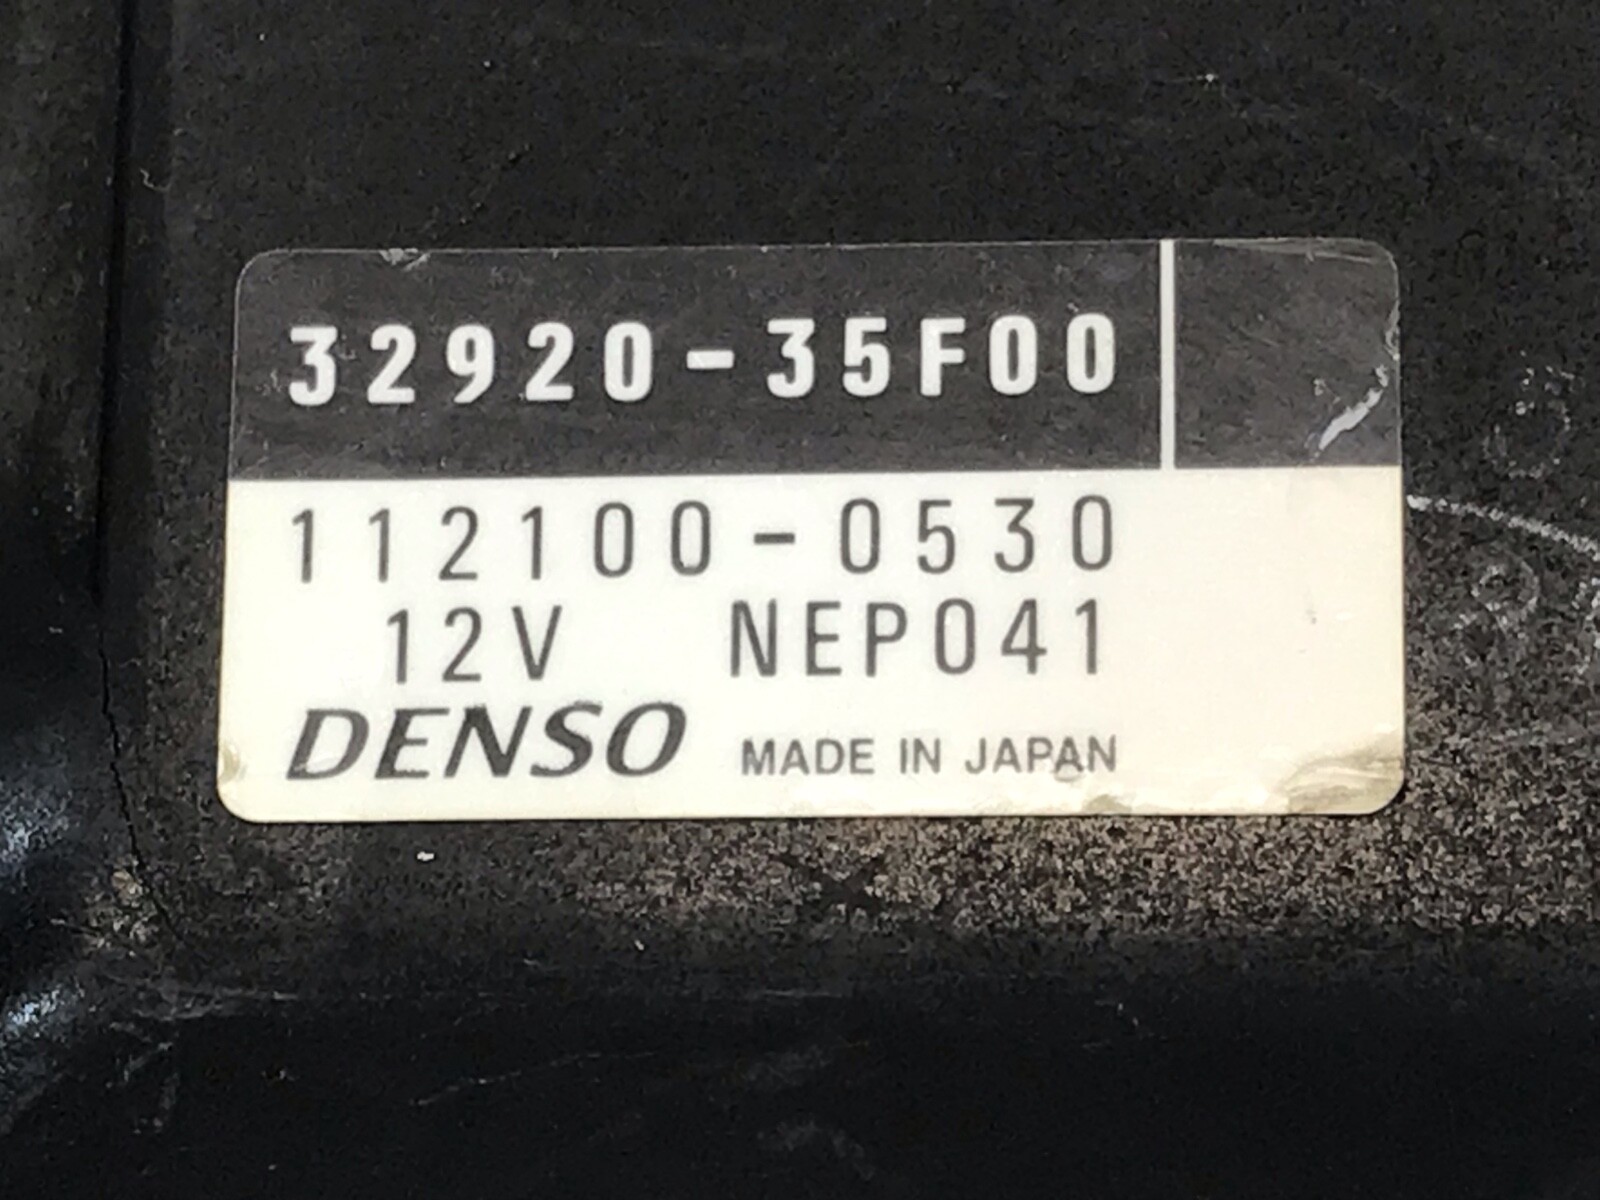 32920-35F00
112100-0530
12V NEP041
DENSO MADE IN JAPAN